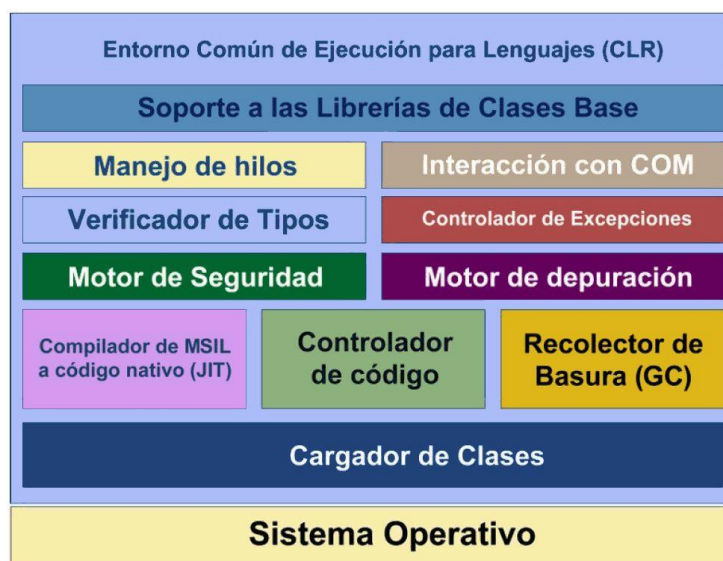 Entorno Común de Ejecución para Lenguajes (CLR)
Soporte a las Librerías de Clases Base
Manejo de hilos
Interacción con COM
Verificador de Tipos
Controlador de Excepciones
Motor de Seguridad
Motor de depuración
Compilador de MSIL
a código nativo (JIT)
Controlador
de código
Recolector de
Basura (GC)
Cargador de Clases
Sistema Operativo